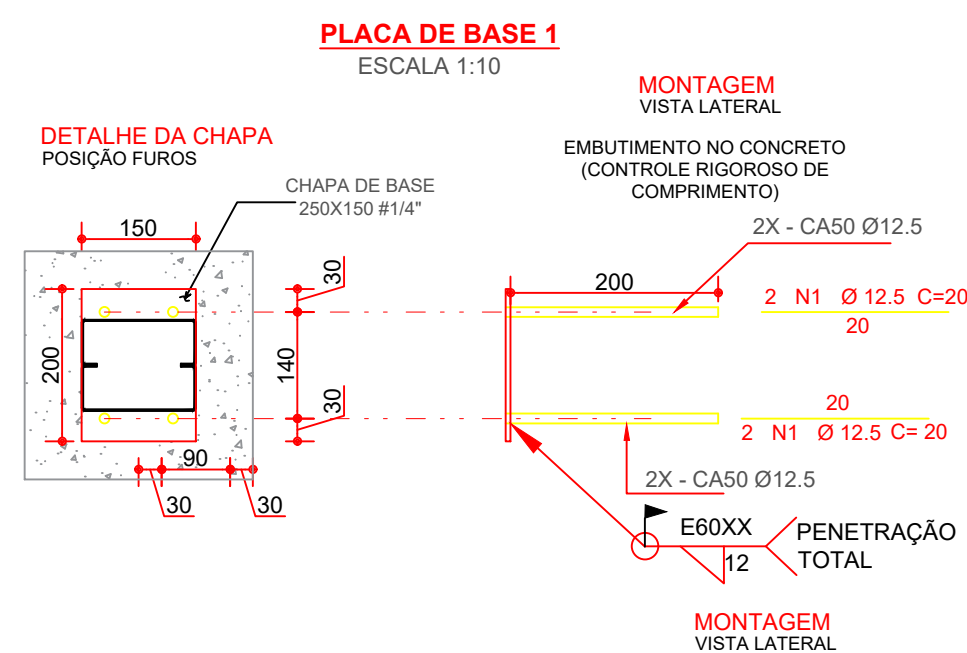 PLACA DE BASE 1
ESCALA 1:10
MONTAGEM
VISTA LATERAL
DETALHE DA CHAPA
POSIÇÃO FUROS
EMBUTIMENTO NO CONCRETO
(CONTROLE RIGOROSO DE
COMPRIMENTO)
CHAPA DE BASE
250X150 #1/4"
2X - CA50 Ø12.5
150
30
200
2 N1 Ø 12.5 C=20
20
200
140
30
20
2 N1 Ø 12.5 C= 20
90
30
30
2X - CA50 Ø12.5
E60XX
12
PENETRAÇÃO
TOTAL
MONTAGEM
VISTA LATERAL